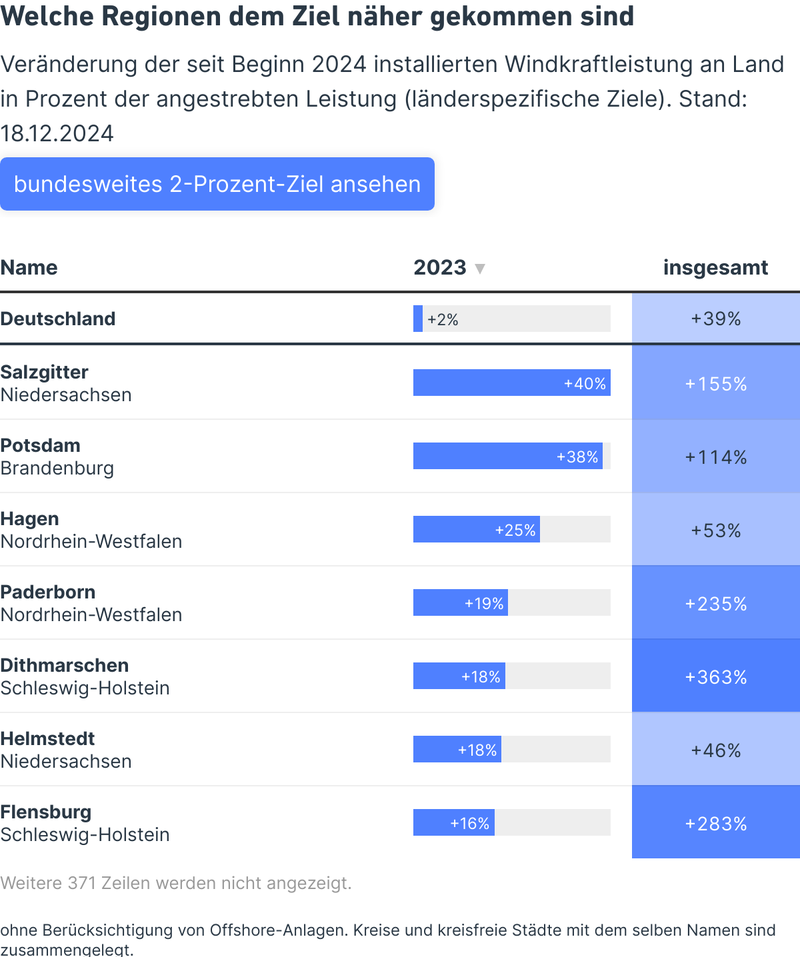 Welche Regionen dem Ziel näher gekommen sind
Veränderung der seit Beginn 2024 installierten Windkraftleistung an Land
in Prozent der angestrebten Leistung (länderspezifische Ziele). Stand:
18.12.2024
bundesweites 2-Prozent-Ziel ansehen
Name 2023 ▼ insgesamt
Deutschland +2% +39%
Salzgitter
Niedersachsen +40% +155%
Potsdam
Brandenburg +38% +114%
Hagen
Nordrhein-Westfalen +25% +53%
Paderborn
Nordrhein-Westfalen +19% +235%
Dithmarschen
Schleswig-Holstein +18% +363%
Helmstedt
Niedersachsen +18% +46%
Flensburg
Schleswig-Holstein +16% +283%
Weitere 371 Zeilen werden nicht angezeigt.
ohne Berücksichtigung von Offshore-Anlagen. Kreise und kreisfreie Städte mit dem selben Namen sind
zusammengelegt.